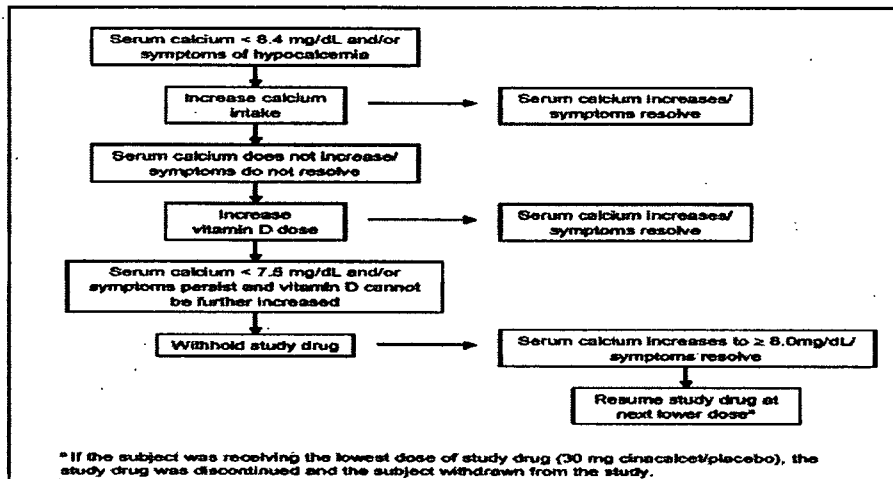 Serum calcium < 8.4 mg/dL and/or
symptoms of hypocalcemia
Increase calcium
intake
Serum calcium increases/
symptoms resolve
Serum calcium does not increase/
symptoms do not resolve
Increase
vitamin D dose
Serum calcium increases/
symptoms resolve
Serum calcium < 7.5 mg/dL and/or
symptoms persist and vitamin D cannot
be further increased
Withhold study drug
Serum calcium increases to ≥ 8.0mg/dL/
symptoms resolve
Resume study drug at
next lower dose*
* If the subject was receiving the lowest dose of study drug (30 mg cinacalcet/placebo), the
study drug was discontinued and the subject withdrawn from the study.